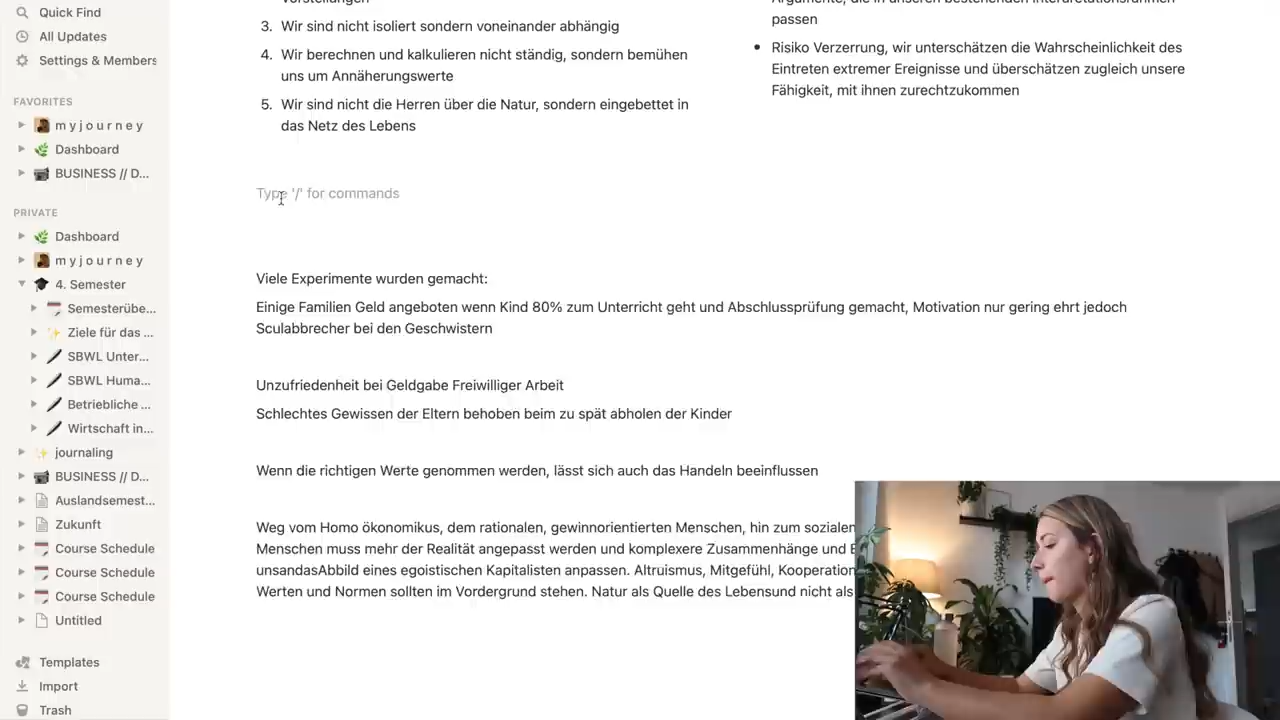 Quick Find
All Updates
Settings & Members
FAVORITES
m y j o u r n e y
Dashboard
BUSINESS // D...
PRIVATE
Dashboard
m y j o u r n e y
4. Semester
Semesterübe...
Ziele für das ...
SBWL Unter...
SBWL Huma...
Betriebliche ...
Wirtschaft in...
journaling
BUSINESS // D...
Auslandsemest...
Zukunft
Course Schedule
Course Schedule
Course Schedule
Untitled
Templates
Import
Trash
Vorstellungen
3. Wir sind nicht isoliert sondern voneinander abhängig
4. Wir berechnen und kalkulieren nicht ständig, sondern bemühen
uns um Annäherungswerte
5. Wir sind nicht die Herren über die Natur, sondern eingebettet in
das Netz des Lebens
Argumente, die in unseren bestehenden Interpretationsrahmen
passen
• Risiko Verzerrung, wir unterschätzen die Wahrscheinlichkeit des
Eintreten extremer Ereignisse und überschätzen zugleich unsere
Fähigkeit, mit ihnen zurechtzukommen
Type '/' for commands
Viele Experimente wurden gemacht:
Einige Familien Geld angeboten wenn Kind 80% zum Unterricht geht und Abschlussprüfung gemacht, Motivation nur gering ehrt jedoch
Sculabbrecher bei den Geschwistern
Unzufriedenheit bei Geldgabe Freiwilliger Arbeit
Schlechtes Gewissen der Eltern behoben beim zu spät abholen der Kinder
Wenn die richtigen Werte genommen werden, lässt sich auch das Handeln beeinflussen
Weg vom Homo ökonomikus, dem rationalen, gewinnorientierten Menschen, hin zum sozialen
Menschen muss mehr der Realität angepasst werden und komplexere Zusammenhänge und
unsandasAbbild eines egoistischen Kapitalisten anpassen. Altruismus, Mitgefühl, Kooperation
Werten und Normen sollten im Vordergrund stehen. Natur als Quelle des Lebensund nicht als